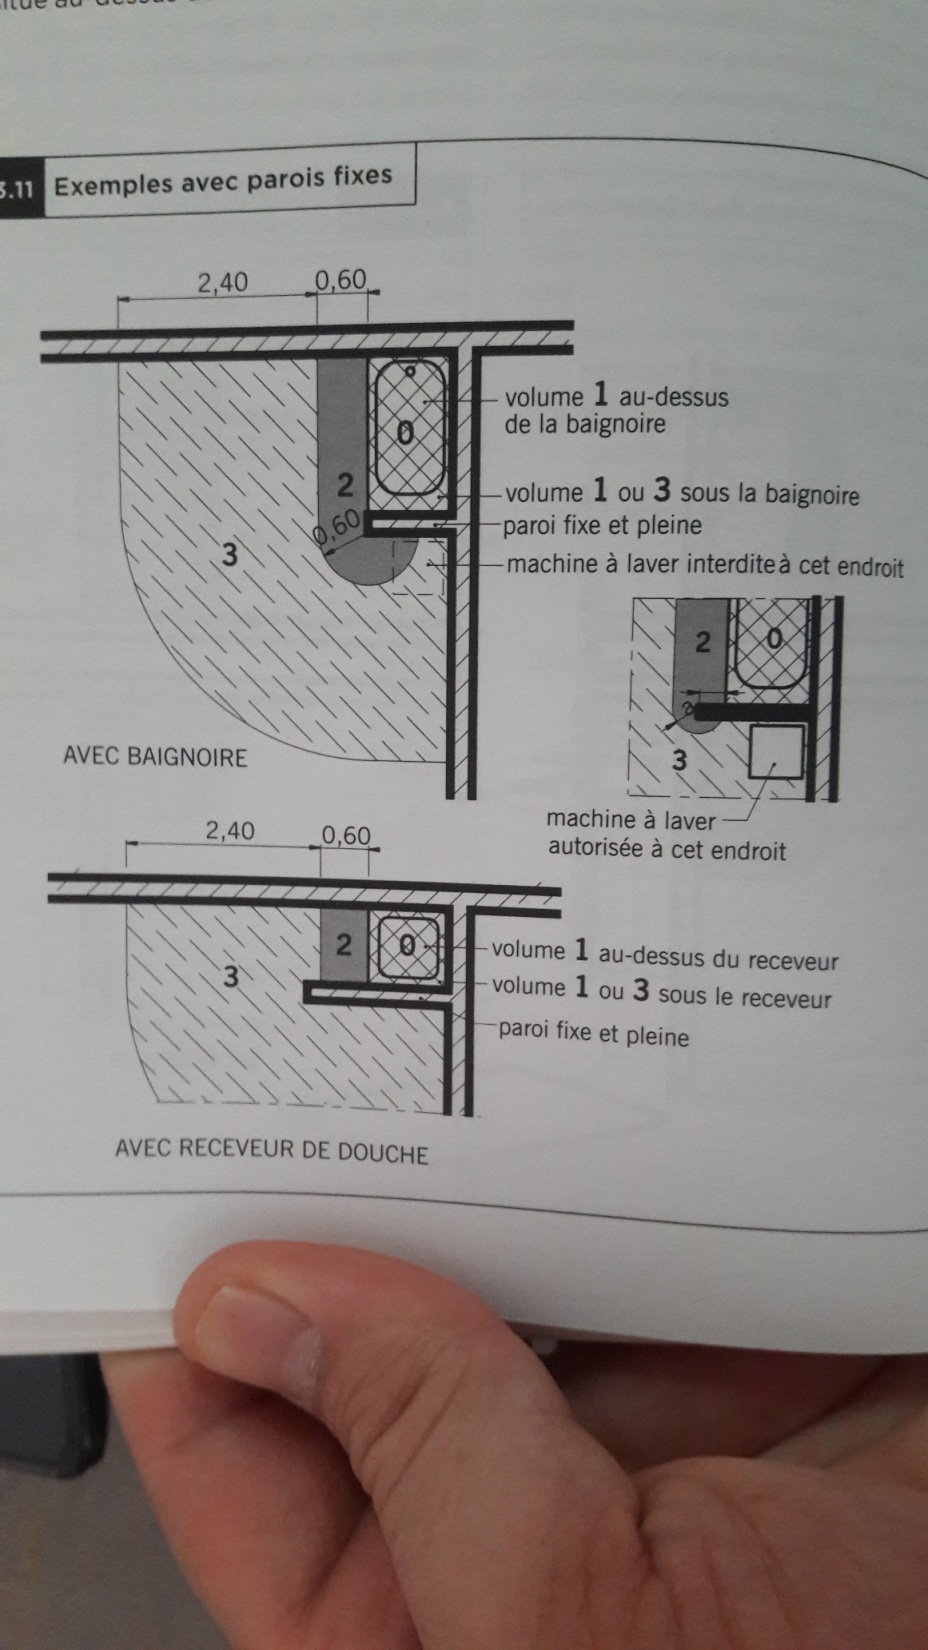 3.11 Exemples avec parois fixes
2,40 0,60
volume 1 au-dessus
de la baignoire
0
2
volume 1 ou 3 sous la baignoire
0,60
paroi fixe et pleine
3
machine à laver interdite à cet endroit
2 0
a
3
AVEC BAIGNOIRE
machine à laver
autorisée à cet endroit
2,40 0,60
3 2 0
volume 1 au-dessus du receveur
volume 1 ou 3 sous le receveur
paroi fixe et pleine
AVEC RECEVEUR DE DOUCHE